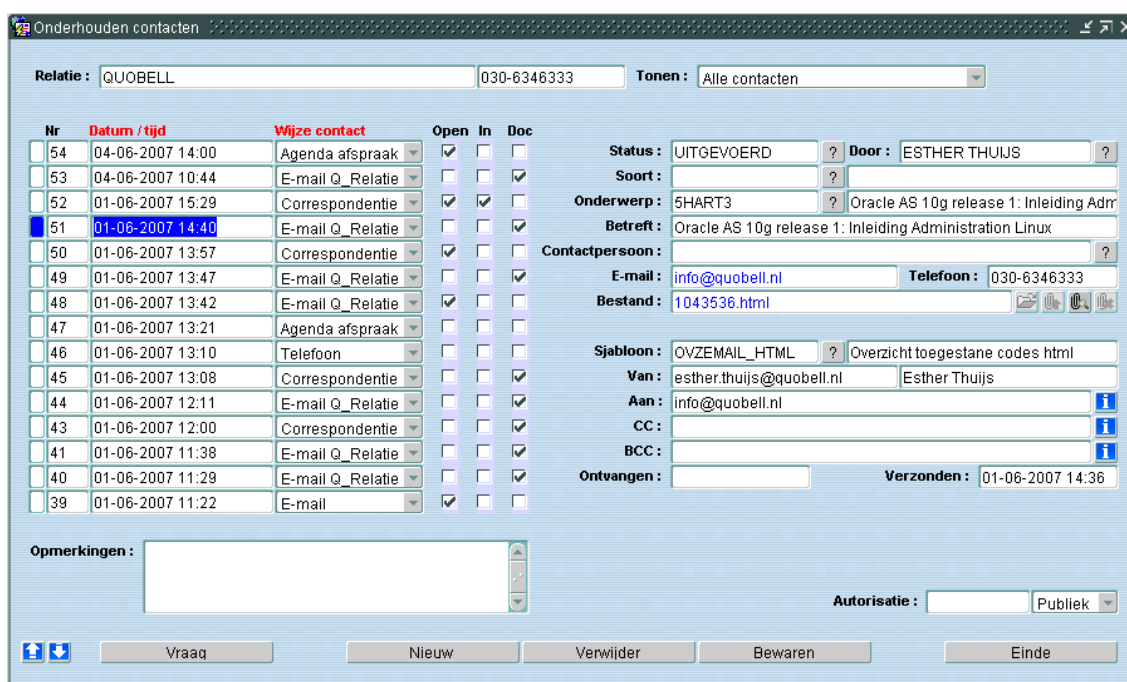 Onderhouden contacten
Relatie : QUOBELL 030-6346333 Tonen : Alle contacten
Nr Datum / tijd Wijze contact Open In Doc
54 04-06-2007 14:00 Agenda afspraak
53 04-06-2007 10:44 E-mail Q_Relatie
52 01-06-2007 15:29 Correspondentie
51 01-06-2007 14:40 E-mail Q_Relatie
50 01-06-2007 13:57 Correspondentie
49 01-06-2007 13:47 E-mail Q_Relatie
48 01-06-2007 13:42 E-mail Q_Relatie
47 01-06-2007 13:21 Agenda afspraak
46 01-06-2007 13:10 Telefoon
45 01-06-2007 13:08 Correspondentie
44 01-06-2007 12:11 E-mail Q_Relatie
43 01-06-2007 12:00 Correspondentie
41 01-06-2007 11:38 E-mail Q_Relatie
40 01-06-2007 11:29 E-mail Q_Relatie
39 01-06-2007 11:22 E-mail
Status : UITGEVOERD ? Door : ESTHER THUIJS ?
Soort : ?
Onderwerp : 5HART3 ? Oracle AS 10g release 1: Inleiding Adm
Betreft : Oracle AS 10g release 1: Inleiding Administration Linux
Contactpersoon : ?
E-mail : info@quobell.nl Telefoon : 030-6346333
Bestand : 1043536.html
Sjabloon : OVZEMAIL_HTML ? Overzicht toegestane codes html
Van : esther.thuijs@quobell.nl Esther Thuijs
Aan : info@quobell.nl i
CC : i
BCC : i
Ontvangen : Verzonden : 01-06-2007 14:36
Opmerkingen :
Autorisatie : Publiek
Vraag Nieuw Verwijder Bewaren Einde